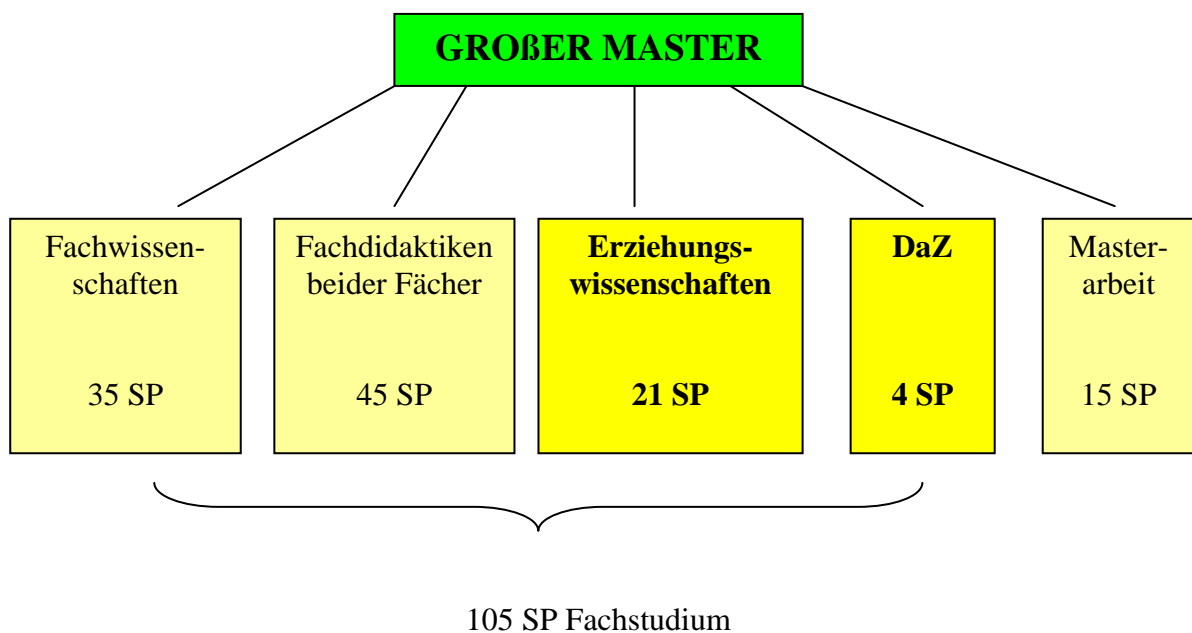 GROßER MASTER
Fachwissen-
schaften
35 SP
Fachdidaktiken
beider Fächer
45 SP
Erziehungs-
wissenschaften
21 SP
DaZ
4 SP
Master-
arbeit
15 SP
105 SP Fachstudium